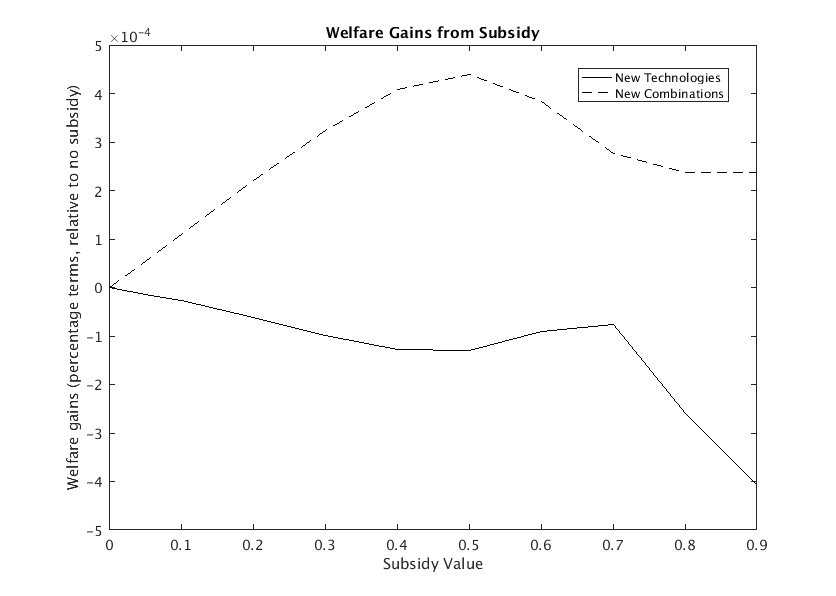 Welfare Gains from Subsidy
×10⁻⁴
New Technologies
New Combinations
Welfare gains (percentage terms, relative to no subsidy)
5
4
3
2
1
0
−1
−2
−3
−4
−5
0 0.1 0.2 0.3 0.4 0.5 0.6 0.7 0.8 0.9
Subsidy Value